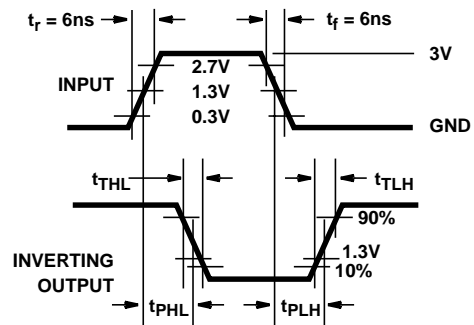 tr = 6ns
tf = 6ns
3V
2.7V
INPUT
1.3V
0.3V
GND
tTHL
tTLH
90%
INVERTING
OUTPUT
1.3V
10%
tPHL
tPLH